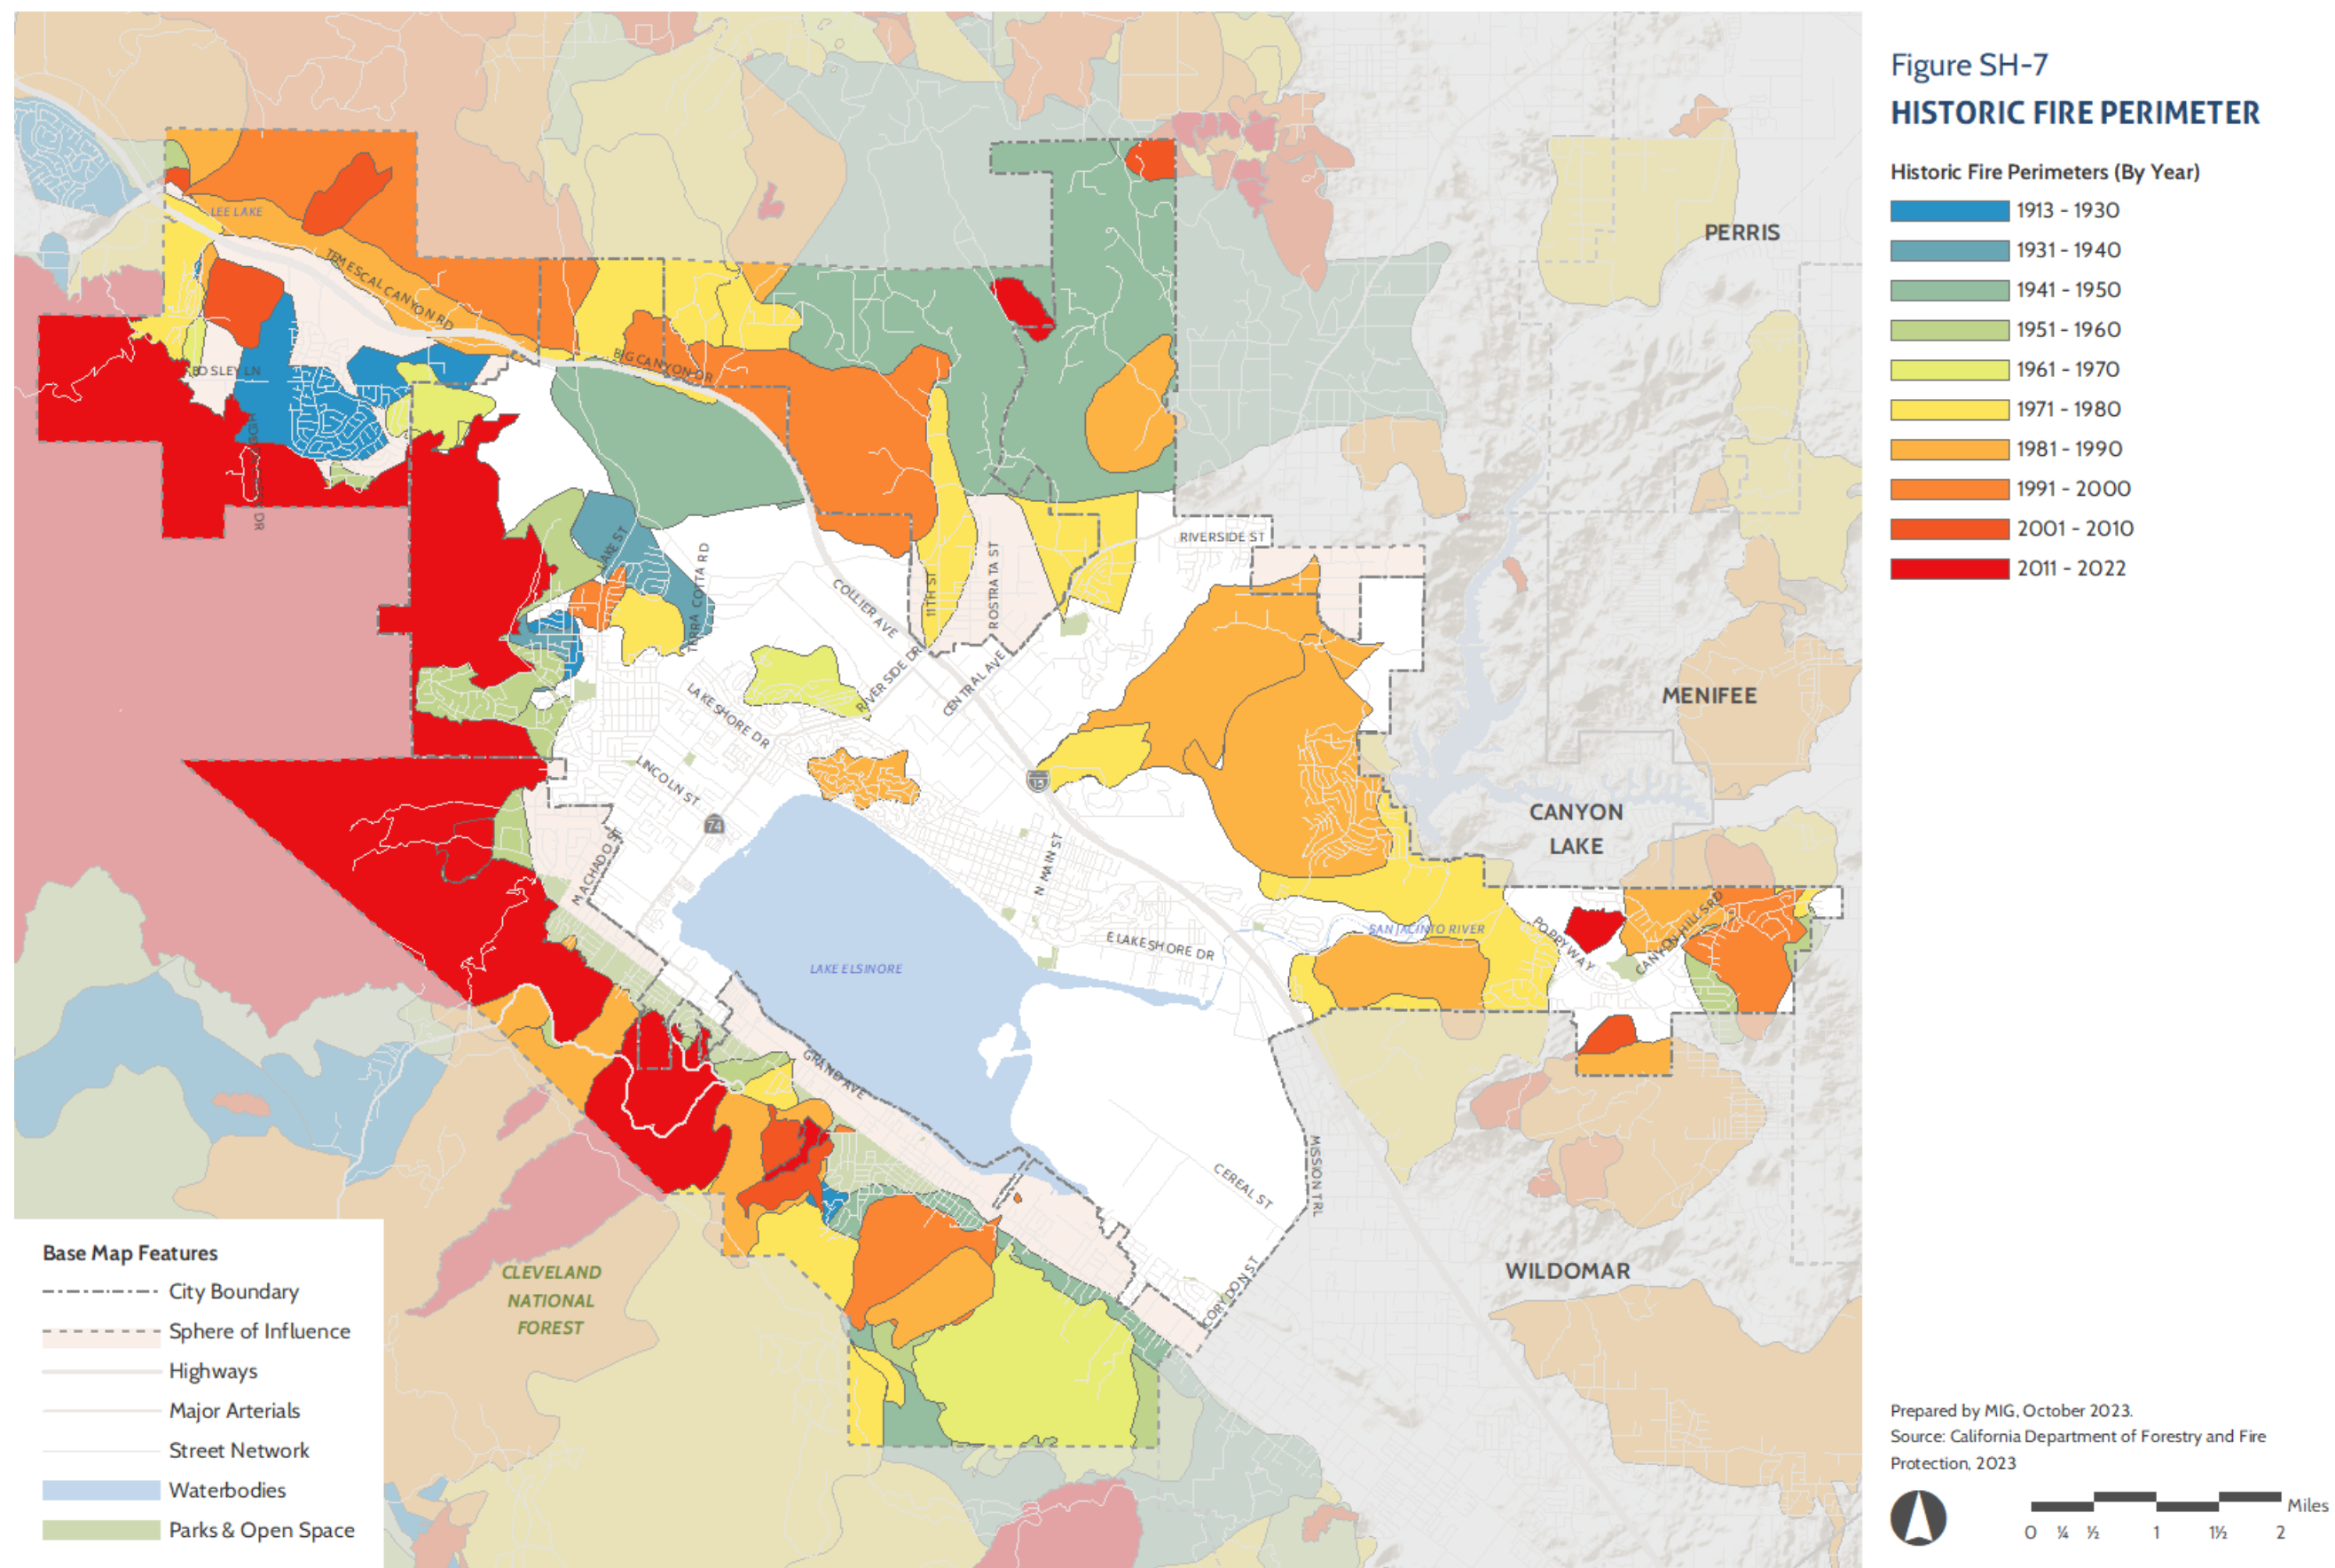 Figure SH-7
HISTORIC FIRE PERIMETER
Historic Fire Perimeters (By Year)
1913 - 1930
1931 - 1940
1941 - 1950
1951 - 1960
1961 - 1970
1971 - 1980
1981 - 1990
1991 - 2000
2001 - 2010
2011 - 2022
PERRIS
LEE LAKE
TEMESCAL CANYON RD
BIG CANYON DR
DR
RIVERSIDE ST
LAKE ST
TERRA COTTA RD
COLLIER AVE
11TH ST
ROSTRATA ST
RIVERSIDE DR
CENTRAL AVE
LAKESHORE DR
LINCOLN ST
MENIFEE
15
74
CANYON
LAKE
MACHADO ST
N MAIN ST
E LAKESHORE DR
SAN JACINTO RIVER
POPPY WAY
CANYON HILLS RD
LAKE ELSINORE
GRAND AVE
MISSION TRL
CEREAL ST
CORYDON ST
WILDOMAR
CLEVELAND
NATIONAL
FOREST
Base Map Features
City Boundary
Sphere of Influence
Highways
Major Arterials
Street Network
Waterbodies
Parks & Open Space
Prepared by MIG, October 2023.
Source: California Department of Forestry and Fire
Protection, 2023
Miles
0 ¼ ½ 1 1½ 2